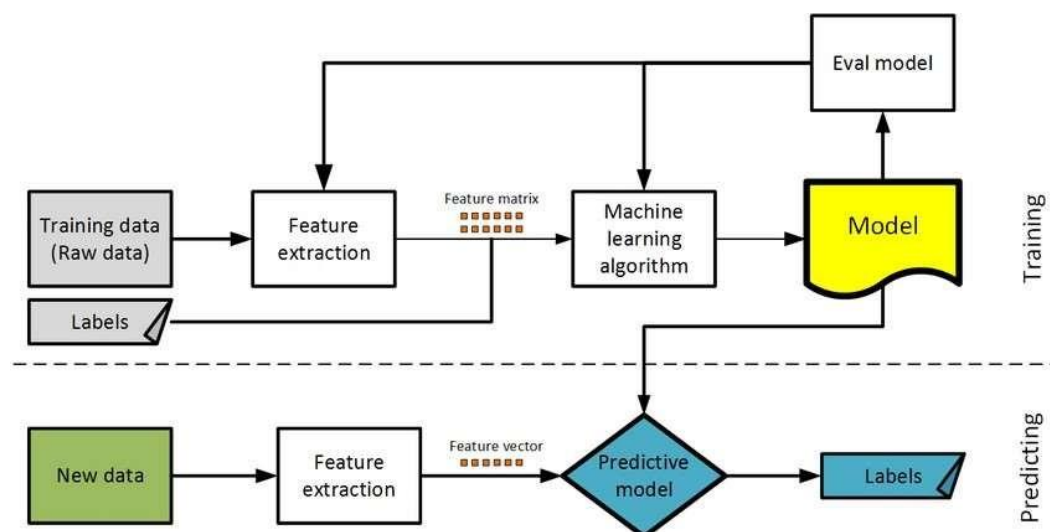 Eval model
Feature matrix
Training data
(Raw data)
Feature
extraction
Machine
learning
algorithm
Model
Training
Labels
Feature vector
New data
Feature
extraction
Predictive
model
Labels
Predicting